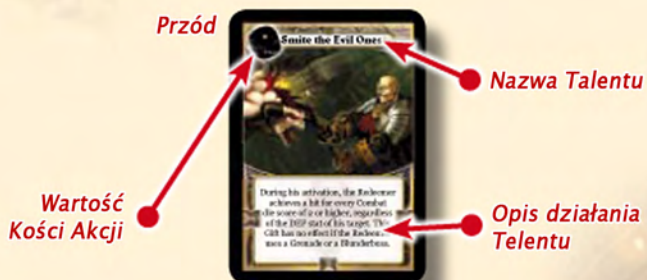 Przód
Smite the Evil Ones
Nazwa Talentu
Wartość
Kości Akcji
During his activation, the Redeemer
achieves a hit for every Combat
die score of 2 or higher, regardless
of the DEF stat of his target. This
Gift has no effect if the Redeemer
uses a Grenade or a Blunderbuss.
Opis działania
Telentu